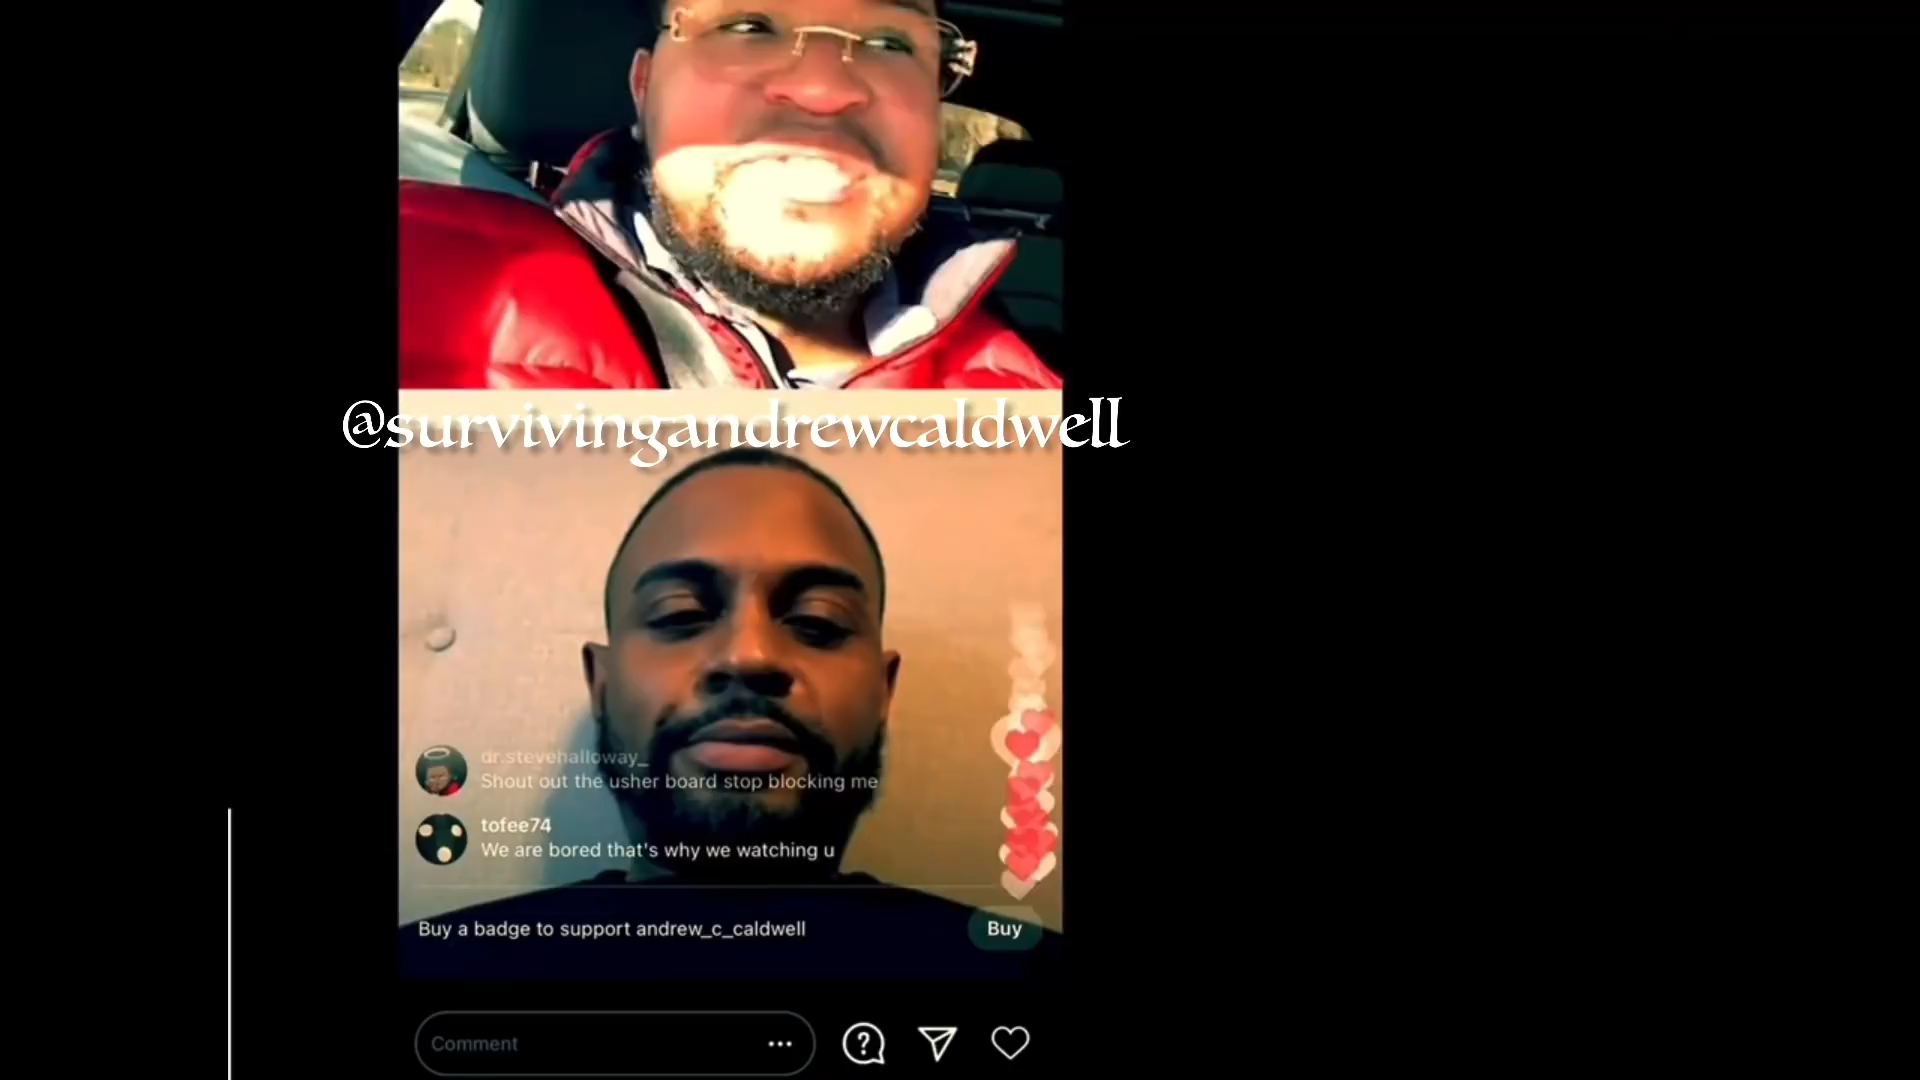 @survivingandrewcaldwell
dr.stevehalloway_
Shout out the usher board stop blocking me
tofee74
We are bored that's why we watching u
Buy a badge to support andrew_c_caldwell
Buy
Comment